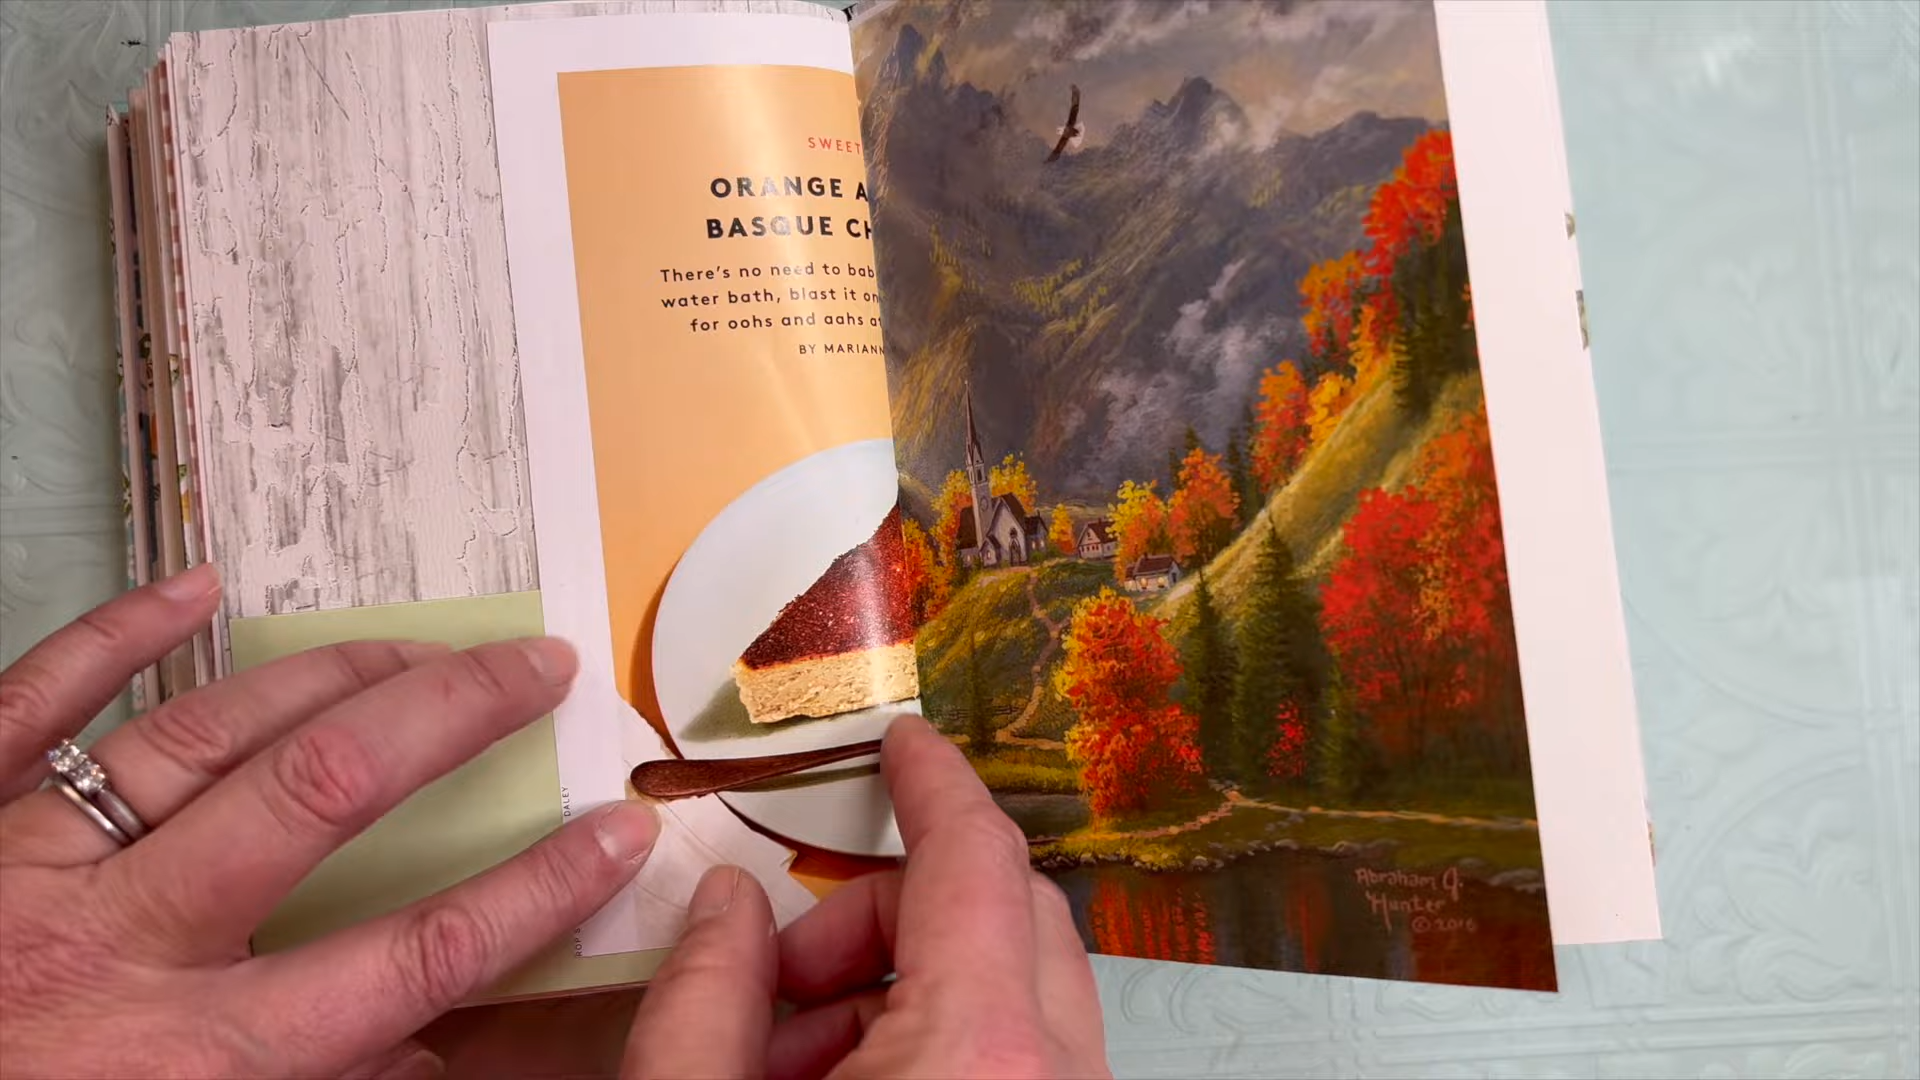 SWEET
ORANGE A
BASQUE CH
There's no need to bab
water bath, blast it on
for oohs and aahs at
BY MARIANN
DALEY
Abraham J.
Hunter
© 2016